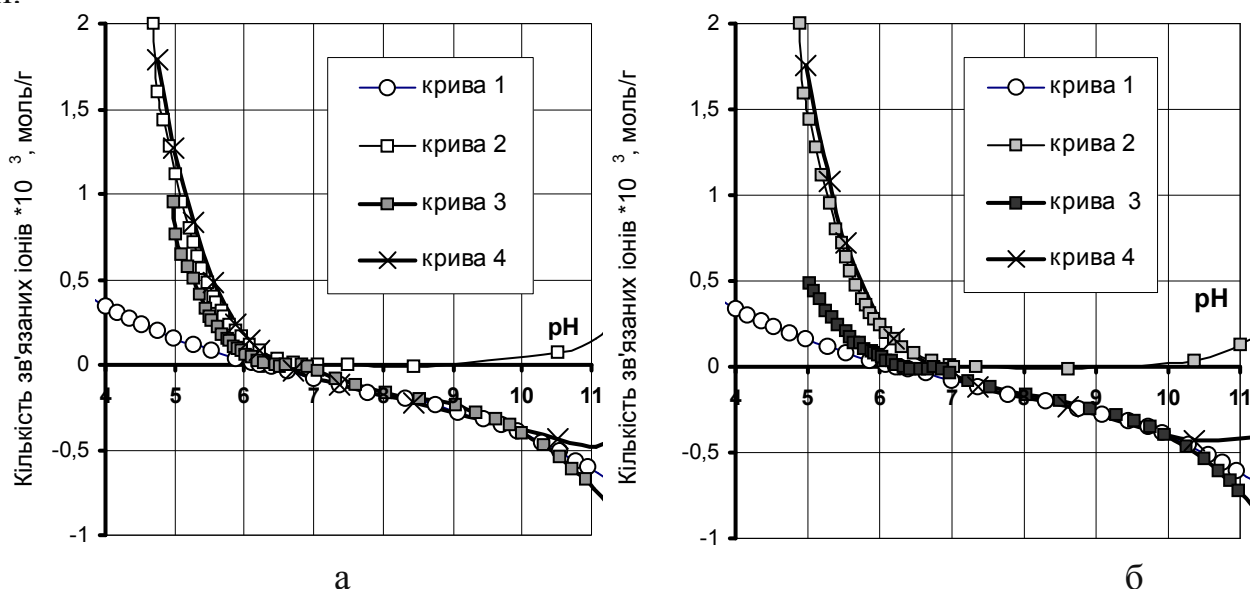 Кількість зв'язаних іонів *10 3, моль/г
2
1,5
1
0,5
0
-0,5
-1
4 5 6 7 8 9 10 11
pH
крива 1
крива 2
крива 3
крива 4
а
Кількість зв'язаних іонів *10 3, моль/г
2
1,5
1
0,5
0
-0,5
-1
4 5 6 7 8 9 10 11
pH
крива 1
крива 2
крива 3
крива 4
б